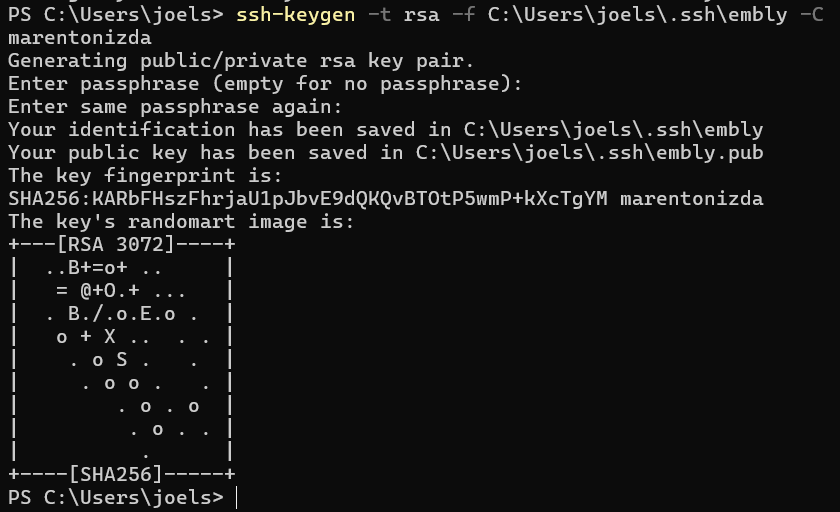 PS C:\Users\joels> ssh-keygen -t rsa -f C:\Users\joels\.ssh\embly -C
marentonizda
Generating public/private rsa key pair.
Enter passphrase (empty for no passphrase):
Enter same passphrase again:
Your identification has been saved in C:\Users\joels\.ssh\embly
Your public key has been saved in C:\Users\joels\.ssh\embly.pub
The key fingerprint is:
SHA256:KARbFHszFhrjaU1pJbvE9dQKQvBTOtP5wmP+kXcTgYM marentonizda
The key's randomart image is:
+---[RSA 3072]----+
|  ..B+=o+ ..     |
|   = @+O.+ ...   |
|  . B./.o.E.o .  |
|   o + X ..  . . |
|    . o S .   .  |
|     . o o .   . |
|        . o . o  |
|         . o . . |
|          .      |
+----[SHA256]-----+
PS C:\Users\joels>